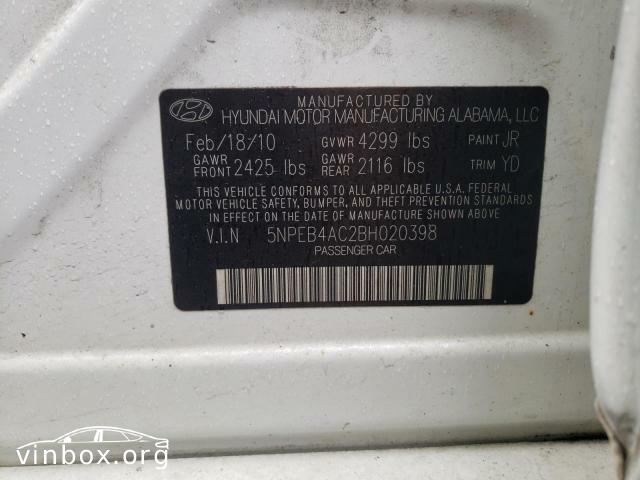 MANUFACTURED BY
HYUNDAI MOTOR MANUFACTURING ALABAMA, LLC
Feb/18/10 GVWR 4299 lbs PAINT JR
GAWR FRONT 2425 lbs GAWR REAR 2116 lbs TRIM YD
THIS VEHICLE CONFORMS TO ALL APPLICABLE U.S.A. FEDERAL
MOTOR VEHICLE SAFETY, BUMPER, AND THEFT PREVENTION STANDARDS
IN EFFECT ON THE DATE OF MANUFACTURE SHOWN ABOVE.
V.I.N 5NPEB4AC2BH020398
PASSENGER CAR
vinbox.org